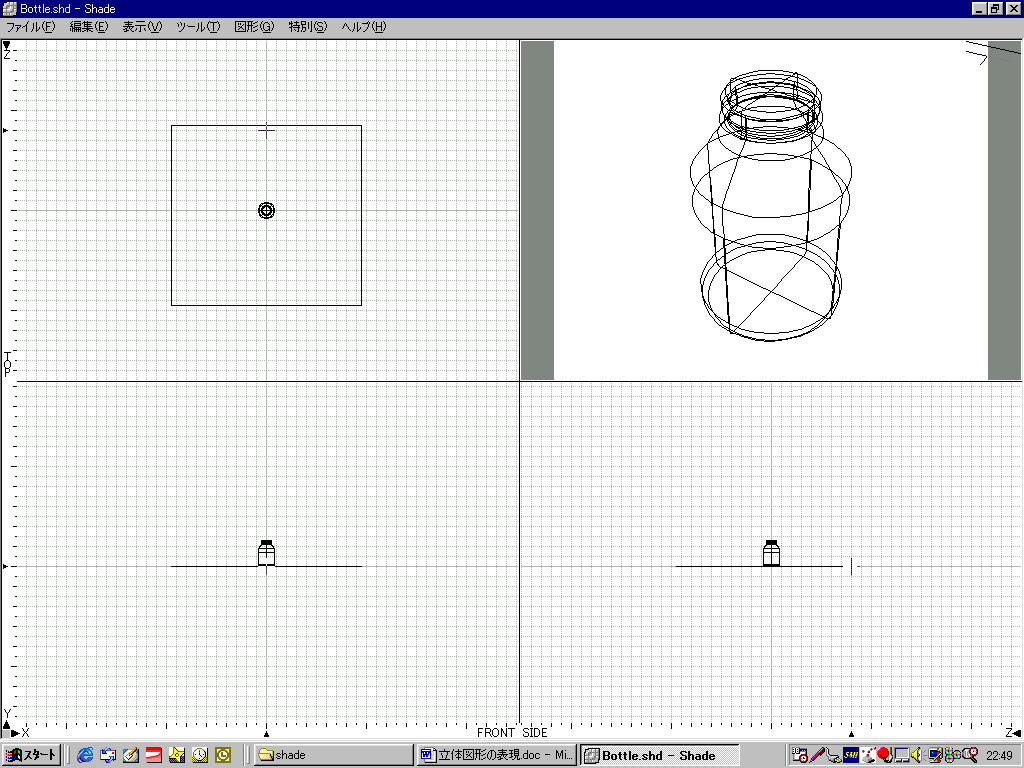 Bottle.shd - Shade
ファイル(F) 編集(E) 表示(V) ツール(T) 図形(G) 特別(S) ヘルプ(H)
Z
TOP
Y
X
FRONT SIDE
Z
スタート
shade
立体図形の表現.doc - Mi...
Bottle.shd - Shade
22:49